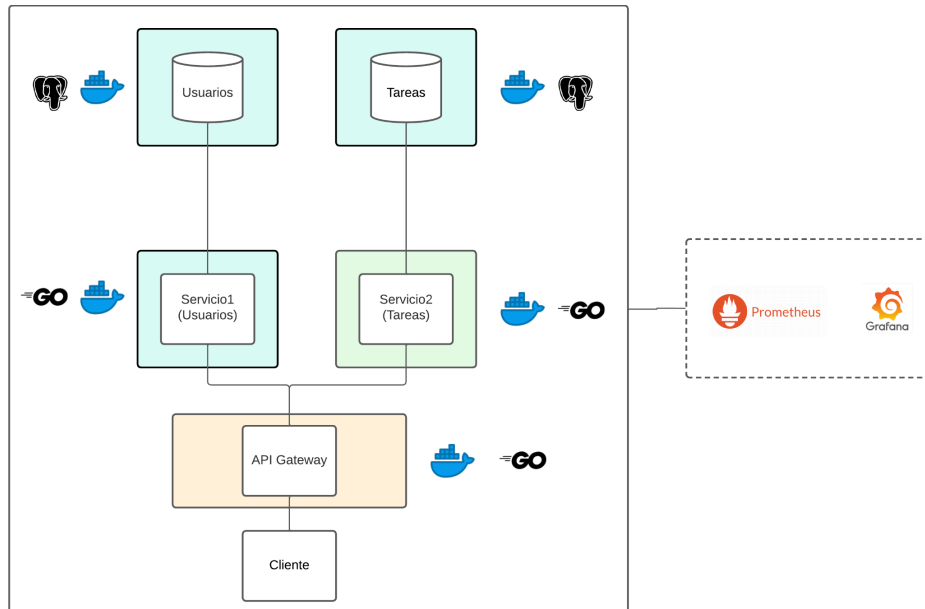 Usuarios
Tareas
GO
Servicio1
(Usuarios)
Servicio2
(Tareas)
GO
Prometheus
Grafana
API Gateway
GO
Cliente